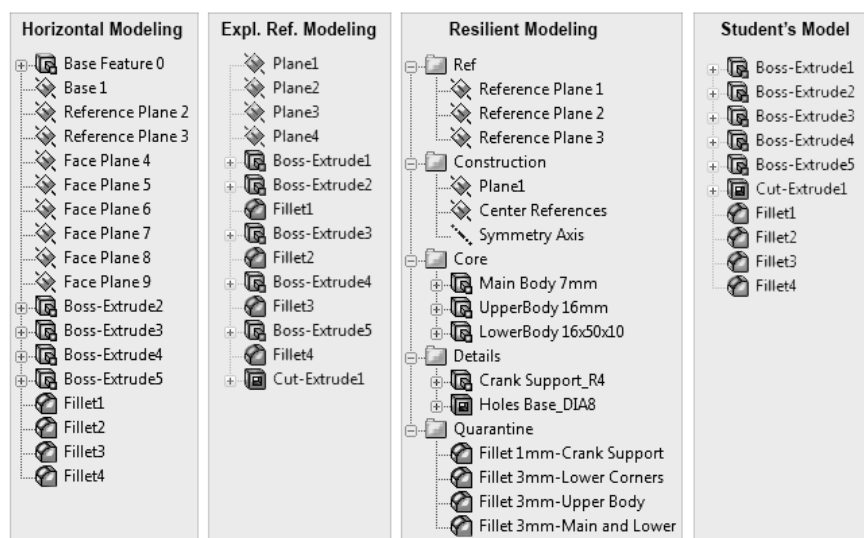 Horizontal Modeling
Base Feature 0
Base 1
Reference Plane 2
Reference Plane 3
Face Plane 4
Face Plane 5
Face Plane 6
Face Plane 7
Face Plane 8
Face Plane 9
Boss-Extrude2
Boss-Extrude3
Boss-Extrude4
Boss-Extrude5
Fillet1
Fillet2
Fillet3
Fillet4
Expl. Ref. Modeling
Plane1
Plane2
Plane3
Plane4
Boss-Extrude1
Boss-Extrude2
Fillet1
Boss-Extrude3
Fillet2
Boss-Extrude4
Fillet3
Boss-Extrude5
Fillet4
Cut-Extrude1
Resilient Modeling
Ref
Reference Plane 1
Reference Plane 2
Reference Plane 3
Construction
Plane1
Center References
Symmetry Axis
Core
Main Body 7mm
UpperBody 16mm
LowerBody 16x50x10
Details
Crank Support_R4
Holes Base_DIA8
Quarantine
Fillet 1mm-Crank Support
Fillet 3mm-Lower Corners
Fillet 3mm-Upper Body
Fillet 3mm-Main and Lower
Student's Model
Boss-Extrude1
Boss-Extrude2
Boss-Extrude3
Boss-Extrude4
Boss-Extrude5
Cut-Extrude1
Fillet1
Fillet2
Fillet3
Fillet4